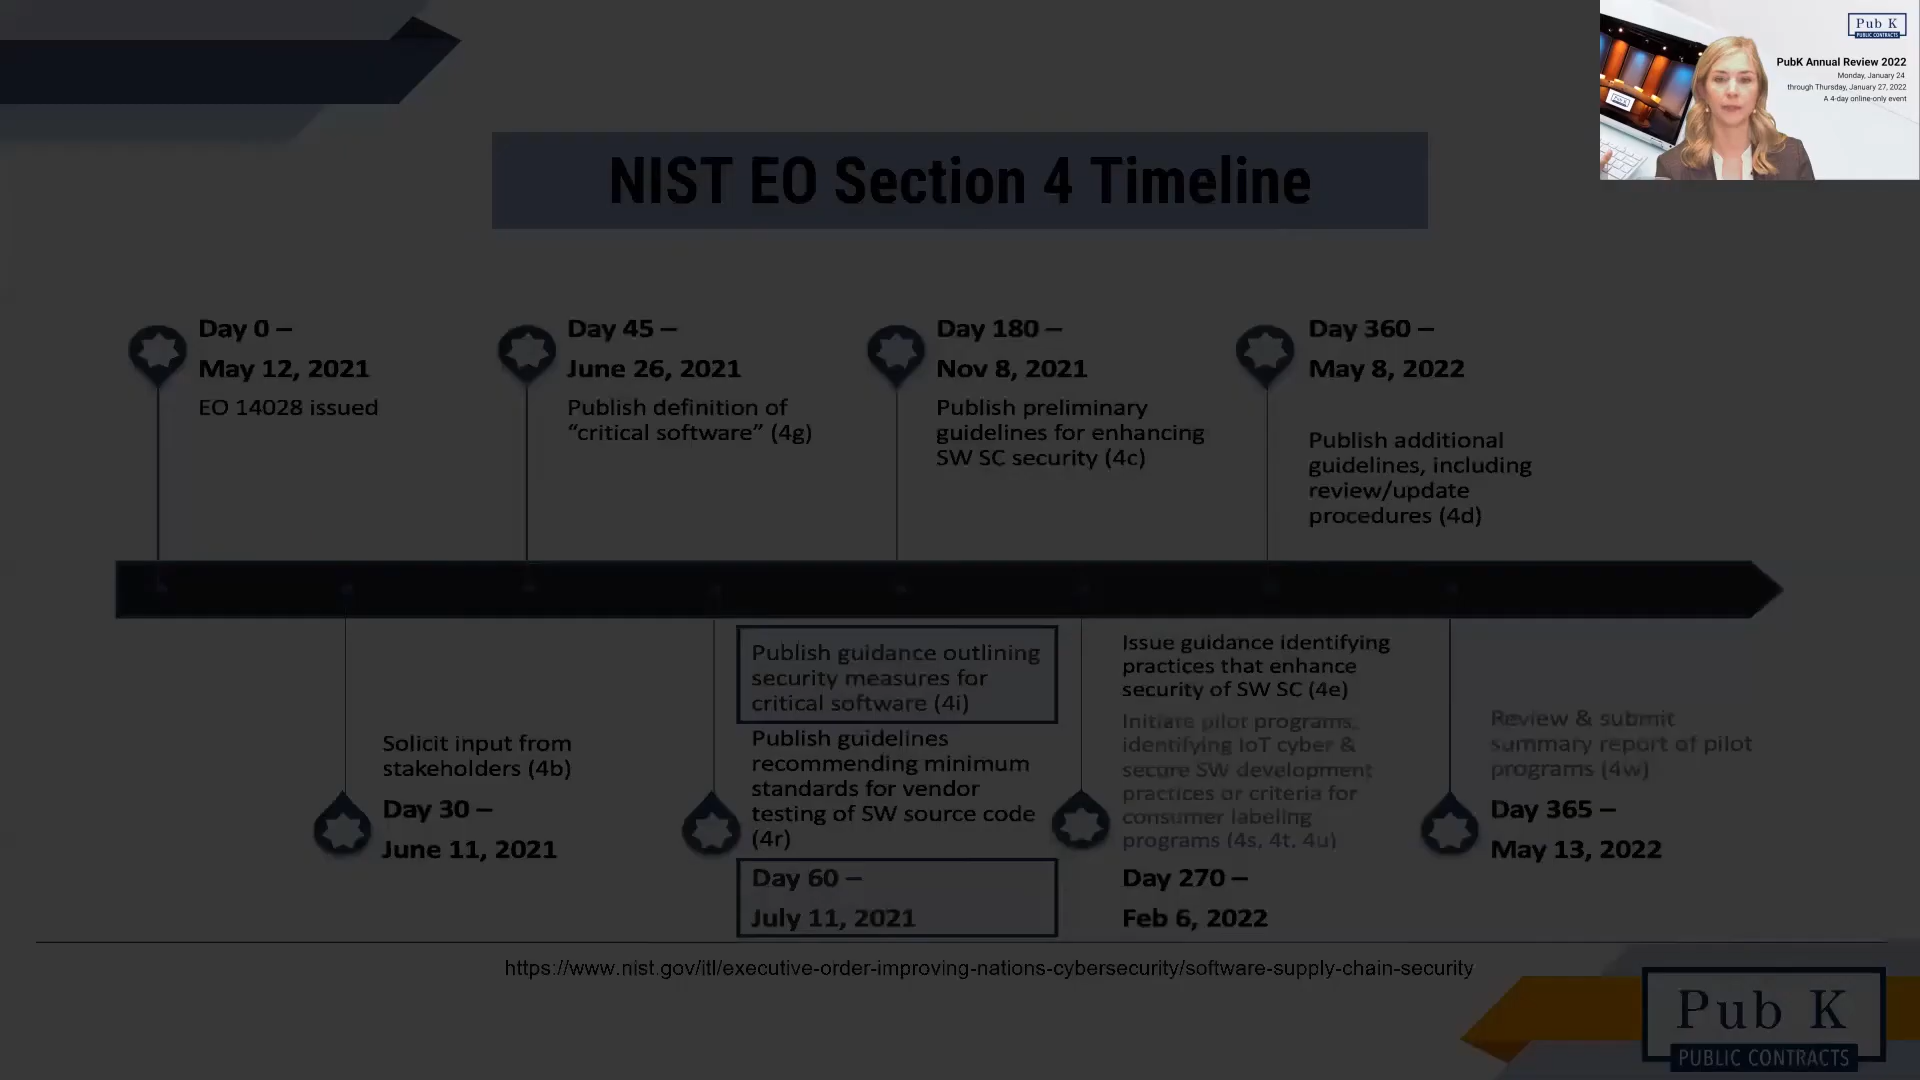 Pub K
PUBLIC CONTRACTS
PubK Annual Review 2022
Monday, January 24
through Thursday, January 27, 2022
A 4-day online-only event
NIST EO Section 4 Timeline
Day 0 –
May 12, 2021
EO 14028 issued
Day 45 –
June 26, 2021
Publish definition of
“critical software” (4g)
Day 180 –
Nov 8, 2021
Publish preliminary
guidelines for enhancing
SW SC security (4c)
Day 360 –
May 8, 2022
Publish additional
guidelines, including
review/update
procedures (4d)
Solicit input from
stakeholders (4b)
Day 30 –
June 11, 2021
Publish guidance outlining
security measures for
critical software (4i)
Publish guidelines
recommending minimum
standards for vendor
testing of SW source code
(4r)
Day 60 –
July 11, 2021
Issue guidance identifying
practices that enhance
security of SW SC (4e)
Initiate pilot programs,
identifying IoT cyber &
secure SW development
practices or criteria for
consumer labeling
programs (4s, 4t, 4u)
Day 270 –
Feb 6, 2022
Review & submit
summary report of pilot
programs (4w)
Day 365 –
May 13, 2022
https://www.nist.gov/itl/executive-order-improving-nations-cybersecurity/software-supply-chain-security
Pub K
PUBLIC CONTRACTS